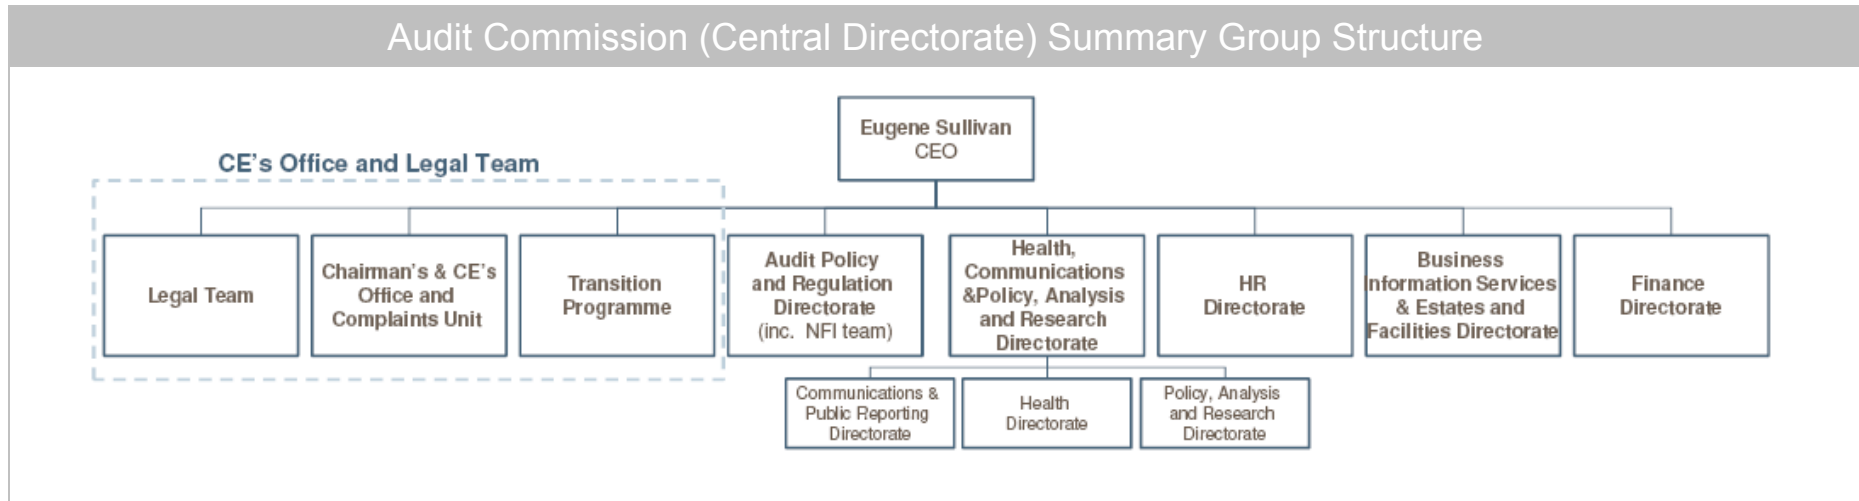 Audit Commission (Central Directorate) Summary Group Structure
Eugene Sullivan
CEO
CE's Office and Legal Team
Legal Team
Chairman's & CE's
Office and
Complaints Unit
Transition
Programme
Audit Policy
and Regulation
Directorate
(inc. NFI team)
Health,
Communications
&Policy, Analysis
and Research
Directorate
HR
Directorate
Business
Information Services
& Estates and
Facilities Directorate
Finance
Directorate
Communications &
Public Reporting
Directorate
Health
Directorate
Policy, Analysis
and Research
Directorate